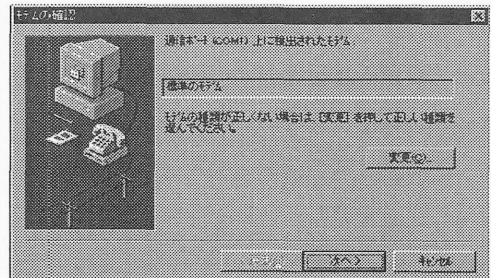 モデムの確認
通信ポート (COM1) 上に検出されたモデム
標準のモデム
モデムの種類が正しくない場合は、[変更] を押して正しい種類を
選んでください。
変更(C)...
次へ >
キャンセル